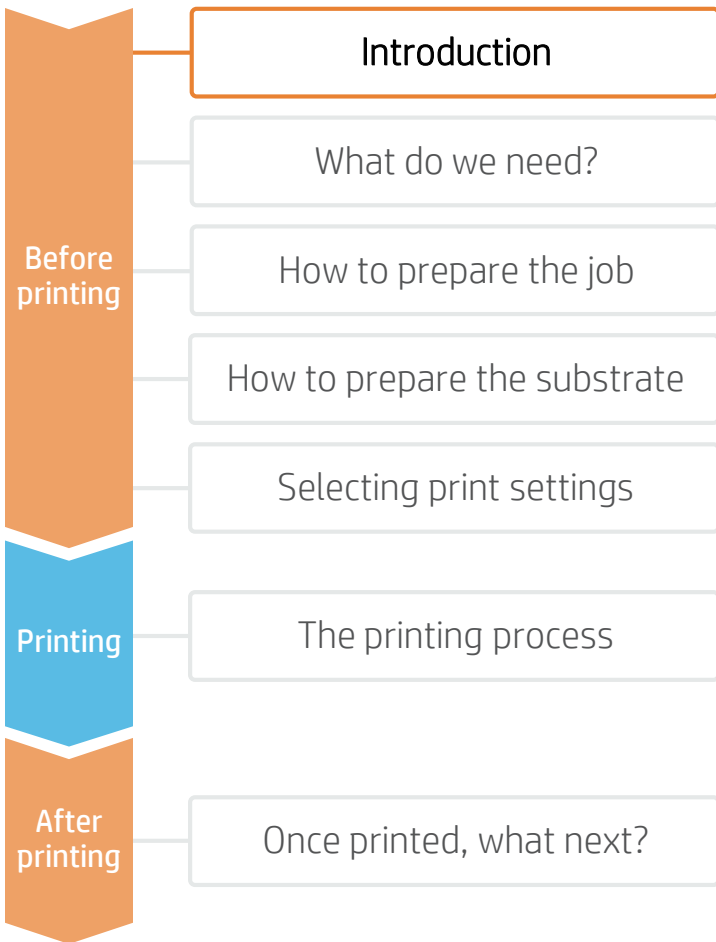 Introduction
What do we need?
Before
printing
How to prepare the job
How to prepare the substrate
Selecting print settings
Printing
The printing process
After
printing
Once printed, what next?